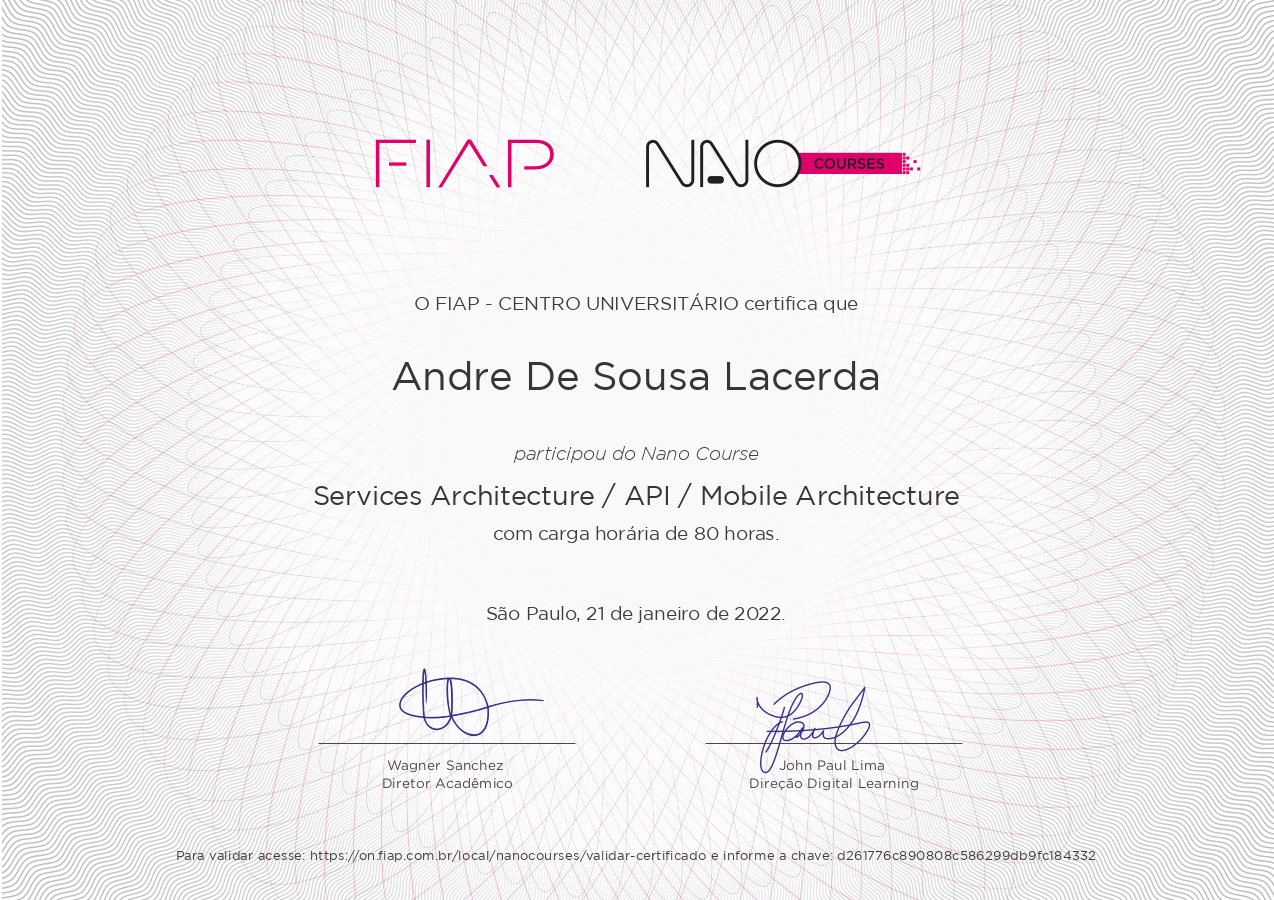 FIAP NANO COURSES
O FIAP - CENTRO UNIVERSITÁRIO certifica que
Andre De Sousa Lacerda
participou do Nano Course
Services Architecture / API / Mobile Architecture
com carga horária de 80 horas.
São Paulo, 21 de janeiro de 2022.
Wagner Sanchez
Diretor Acadêmico
John Paul Lima
Direção Digital Learning
Para validar acesse: https://on.fiap.com.br/local/nanocourses/validar-certificado e informe a chave: d261776c890808c586299db9fc184332